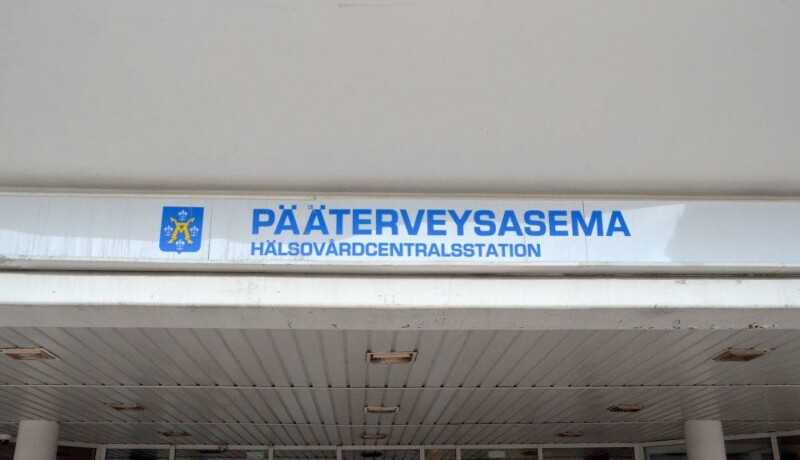 PÄÄTERVEYSASEMA
HÄLSOVÅRDCENTRALSSTATION